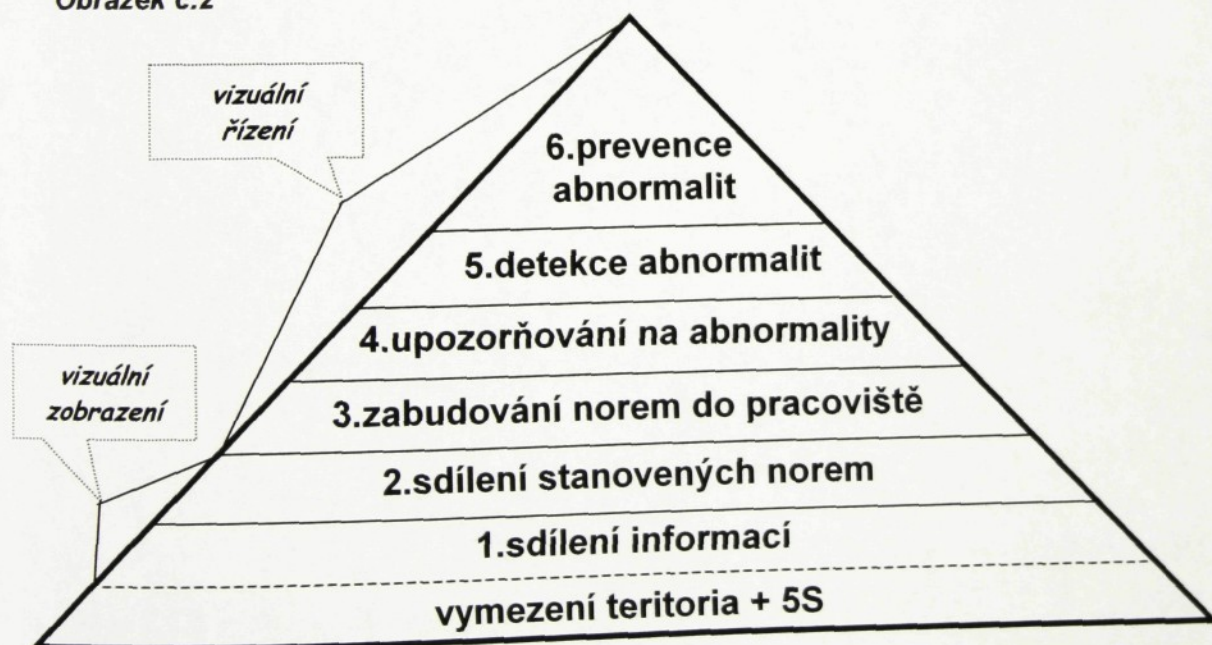 Obrázek č.2
vizuální
řízení
6.prevence
abnormalit
5.detekce abnormalit
4.upozorňování na abnormality
vizuální
zobrazení
3.zabudování norem do pracoviště
2.sdílení stanovených norem
1.sdílení informací
vymezení teritoria + 5S